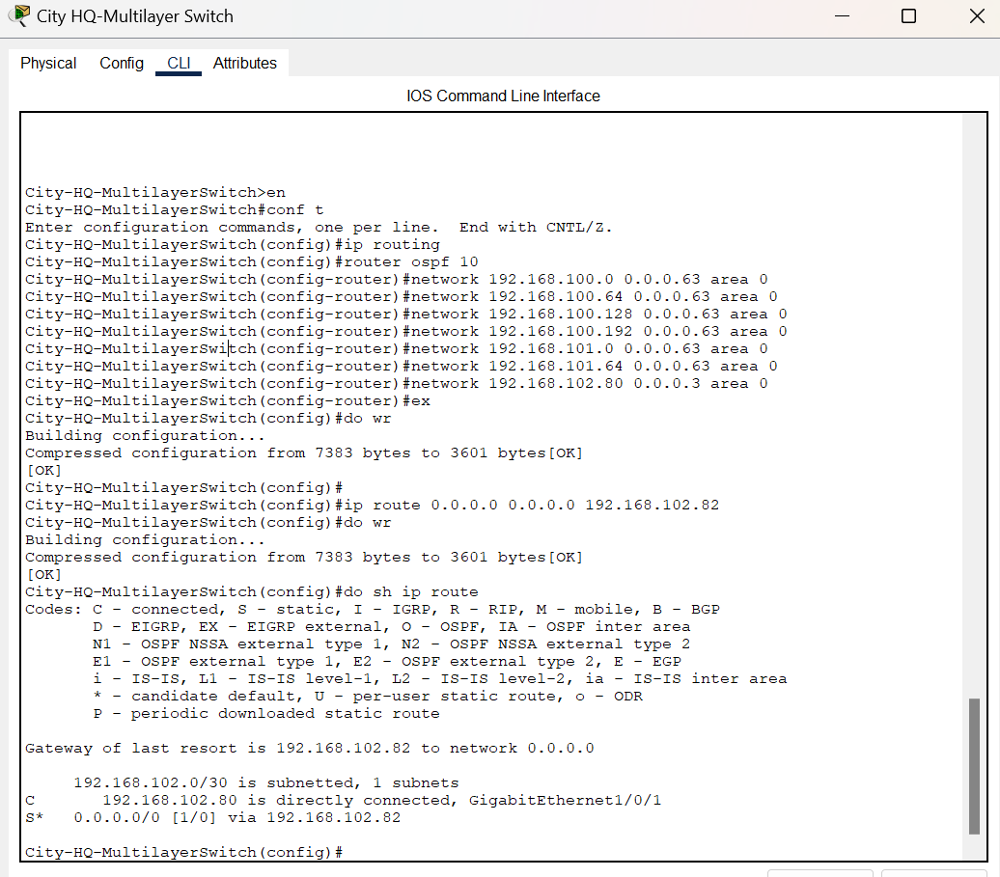 City HQ-Multilayer Switch
Physical Config CLI Attributes
IOS Command Line Interface
City-HQ-MultilayerSwitch>en
City-HQ-MultilayerSwitch#conf t
Enter configuration commands, one per line.  End with CNTL/Z.
City-HQ-MultilayerSwitch(config)#ip routing
City-HQ-MultilayerSwitch(config)#router ospf 10
City-HQ-MultilayerSwitch(config-router)#network 192.168.100.0 0.0.0.63 area 0
City-HQ-MultilayerSwitch(config-router)#network 192.168.100.64 0.0.0.63 area 0
City-HQ-MultilayerSwitch(config-router)#network 192.168.100.128 0.0.0.63 area 0
City-HQ-MultilayerSwitch(config-router)#network 192.168.100.192 0.0.0.63 area 0
City-HQ-MultilayerSwitch(config-router)#network 192.168.101.0 0.0.0.63 area 0
City-HQ-MultilayerSwitch(config-router)#network 192.168.101.64 0.0.0.63 area 0
City-HQ-MultilayerSwitch(config-router)#network 192.168.102.80 0.0.0.3 area 0
City-HQ-MultilayerSwitch(config-router)#ex
City-HQ-MultilayerSwitch(config)#do wr
Building configuration...
Compressed configuration from 7383 bytes to 3601 bytes[OK]
[OK]
City-HQ-MultilayerSwitch(config)#
City-HQ-MultilayerSwitch(config)#ip route 0.0.0.0 0.0.0.0 192.168.102.82
City-HQ-MultilayerSwitch(config)#do wr
Building configuration...
Compressed configuration from 7383 bytes to 3601 bytes[OK]
[OK]
City-HQ-MultilayerSwitch(config)#do sh ip route
Codes: C - connected, S - static, I - IGRP, R - RIP, M - mobile, B - BGP
       D - EIGRP, EX - EIGRP external, O - OSPF, IA - OSPF inter area
       N1 - OSPF NSSA external type 1, N2 - OSPF NSSA external type 2
       E1 - OSPF external type 1, E2 - OSPF external type 2, E - EGP
       i - IS-IS, L1 - IS-IS level-1, L2 - IS-IS level-2, ia - IS-IS inter area
       * - candidate default, U - per-user static route, o - ODR
       P - periodic downloaded static route
Gateway of last resort is 192.168.102.82 to network 0.0.0.0
     192.168.102.0/30 is subnetted, 1 subnets
C       192.168.102.80 is directly connected, GigabitEthernet1/0/1
S*   0.0.0.0/0 [1/0] via 192.168.102.82
City-HQ-MultilayerSwitch(config)#